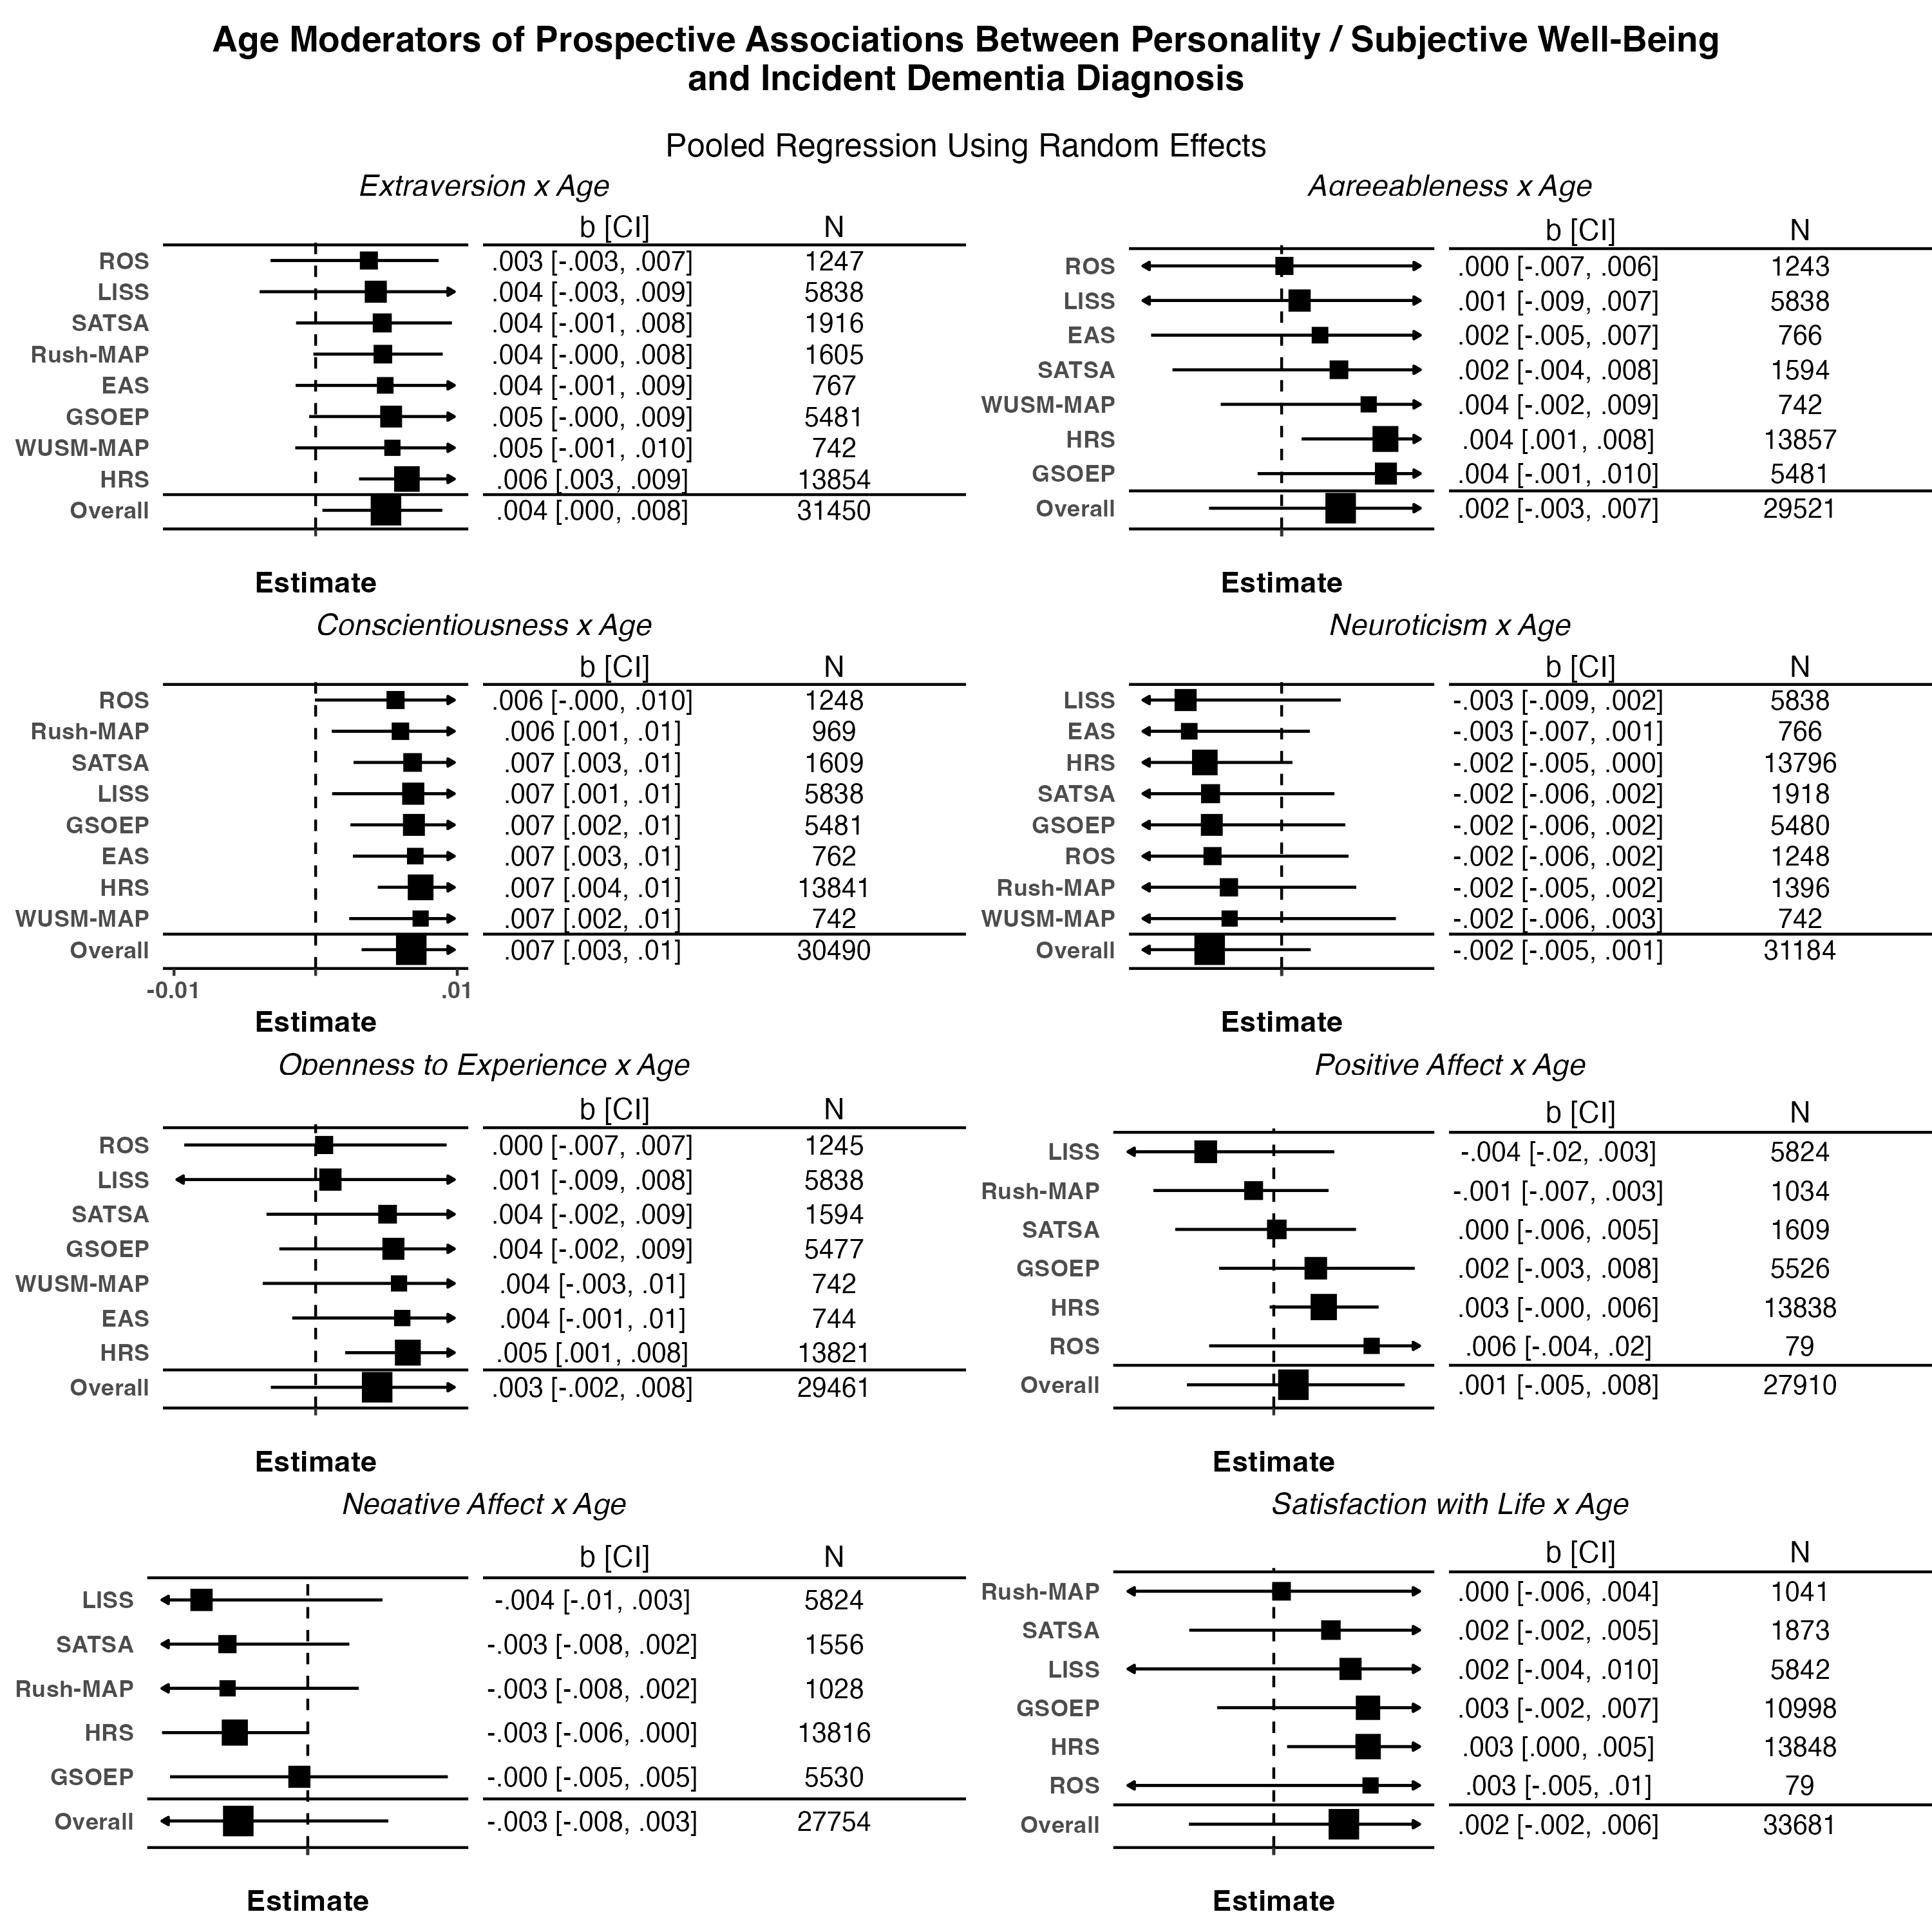 Age Moderators of Prospective Associations Between Personality / Subjective Well-Being
and Incident Dementia Diagnosis
Pooled Regression Using Random Effects
Extraversion x Age
b [CI] N
ROS .003 [-.003, .007] 1247
LISS .004 [-.003, .009] 5838
SATSA .004 [-.001, .008] 1916
Rush-MAP .004 [-.000, .008] 1605
EAS .004 [-.001, .009] 767
GSOEP .005 [-.000, .009] 5481
WUSM-MAP .005 [-.001, .010] 742
HRS .006 [.003, .009] 13854
Overall .004 [.000, .008] 31450
Estimate
Agreeableness x Age
b [CI] N
ROS .000 [-.007, .006] 1243
LISS .001 [-.009, .007] 5838
EAS .002 [-.005, .007] 766
SATSA .002 [-.004, .008] 1594
WUSM-MAP .004 [-.002, .009] 742
HRS .004 [.001, .008] 13857
GSOEP .004 [-.001, .010] 5481
Overall .002 [-.003, .007] 29521
Estimate
Conscientiousness x Age
b [CI] N
ROS .006 [-.000, .010] 1248
Rush-MAP .006 [.001, .01] 969
SATSA .007 [.003, .01] 1609
LISS .007 [.001, .01] 5838
GSOEP .007 [.002, .01] 5481
EAS .007 [.003, .01] 762
HRS .007 [.004, .01] 13841
WUSM-MAP .007 [.002, .01] 742
Overall .007 [.003, .01] 30490
-0.01 .01
Estimate
Neuroticism x Age
b [CI] N
LISS -.003 [-.009, .002] 5838
EAS -.003 [-.007, .001] 766
HRS -.002 [-.005, .000] 13796
SATSA -.002 [-.006, .002] 1918
GSOEP -.002 [-.006, .002] 5480
ROS -.002 [-.006, .002] 1248
Rush-MAP -.002 [-.005, .002] 1396
WUSM-MAP -.002 [-.006, .003] 742
Overall -.002 [-.005, .001] 31184
Estimate
Openness to Experience x Age
b [CI] N
ROS .000 [-.007, .007] 1245
LISS .001 [-.009, .008] 5838
SATSA .004 [-.002, .009] 1594
GSOEP .004 [-.002, .009] 5477
WUSM-MAP .004 [-.003, .01] 742
EAS .004 [-.001, .01] 744
HRS .005 [.001, .008] 13821
Overall .003 [-.002, .008] 29461
Estimate
Positive Affect x Age
b [CI] N
LISS -.004 [-.02, .003] 5824
Rush-MAP -.001 [-.007, .003] 1034
SATSA .000 [-.006, .005] 1609
GSOEP .002 [-.003, .008] 5526
HRS .003 [-.000, .006] 13838
ROS .006 [-.004, .02] 79
Overall .001 [-.005, .008] 27910
Estimate
Negative Affect x Age
b [CI] N
LISS -.004 [-.01, .003] 5824
SATSA -.003 [-.008, .002] 1556
Rush-MAP -.003 [-.008, .002] 1028
HRS -.003 [-.006, .000] 13816
GSOEP -.000 [-.005, .005] 5530
Overall -.003 [-.008, .003] 27754
Estimate
Satisfaction with Life x Age
b [CI] N
Rush-MAP .000 [-.006, .004] 1041
SATSA .002 [-.002, .005] 1873
LISS .002 [-.004, .010] 5842
GSOEP .003 [-.002, .007] 10998
HRS .003 [.000, .005] 13848
ROS .003 [-.005, .01] 79
Overall .002 [-.002, .006] 33681
Estimate